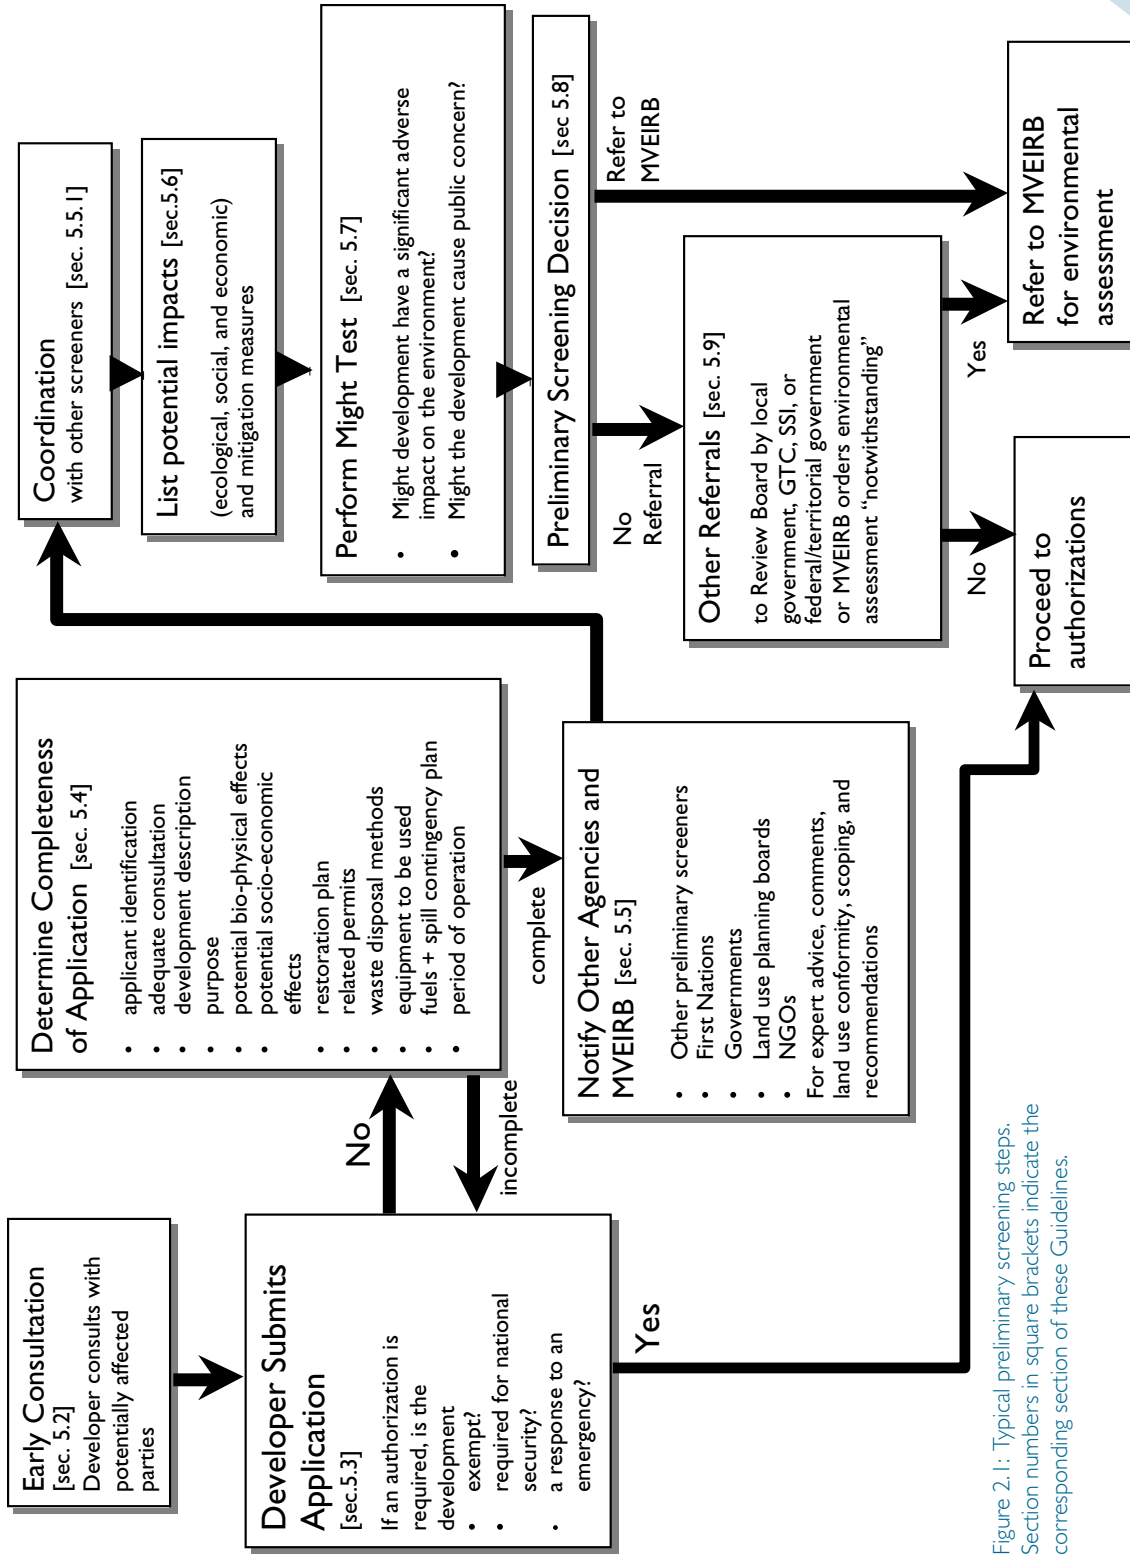 Early Consultation
[sec. 5.2]
Developer consults with
potentially affected
parties
Developer Submits
Application
[sec.5.3]
If an authorization is
required, is the
development
• exempt?
• required for national
security?
• a response to an
emergency?
No
incomplete
Yes
Determine Completeness
of Application [sec. 5.4]
• applicant identification
• adequate consultation
• development description
• purpose
• potential bio-physical effects
• potential socio-economic
effects
• restoration plan
• related permits
• waste disposal methods
• equipment to be used
• fuels + spill contingency plan
• period of operation
complete
Notify Other Agencies and
MVEIRB [sec. 5.5]
• Other preliminary screeners
• First Nations
• Governments
• Land use planning boards
• NGOs
For expert advice, comments,
land use conformity, scoping, and
recommendations
Coordination
with other screeners [sec. 5.5.1]
List potential impacts [sec.5.6]
(ecological, social, and economic)
and mitigation measures
Perform Might Test [sec. 5.7]
• Might development have a significant adverse
impact on the environment?
• Might the development cause public concern?
Preliminary Screening Decision [sec 5.8]
No
Referral
Refer to
MVEIRB
Other Referrals [sec. 5.9]
to Review Board by local
government, GTC, SSI, or
federal/territorial government
or MVEIRB orders environmental
assessment “notwithstanding”
No
Yes
Proceed to
authorizations
Refer to MVEIRB
for environmental
assessment
Figure 2.1: Typical preliminary screening steps.
Section numbers in square brackets indicate the
corresponding section of these Guidelines.